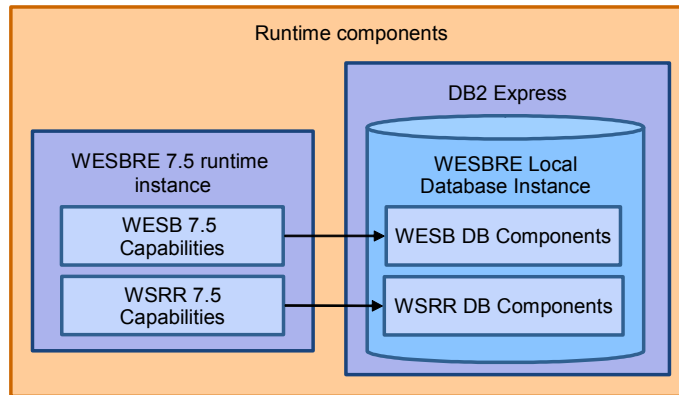 Runtime components
DB2 Express
WESBRE 7.5 runtime
instance
WESB 7.5
Capabilities
WSRR 7.5
Capabilities
WESBRE Local
Database Instance
WESB DB Components
WSRR DB Components